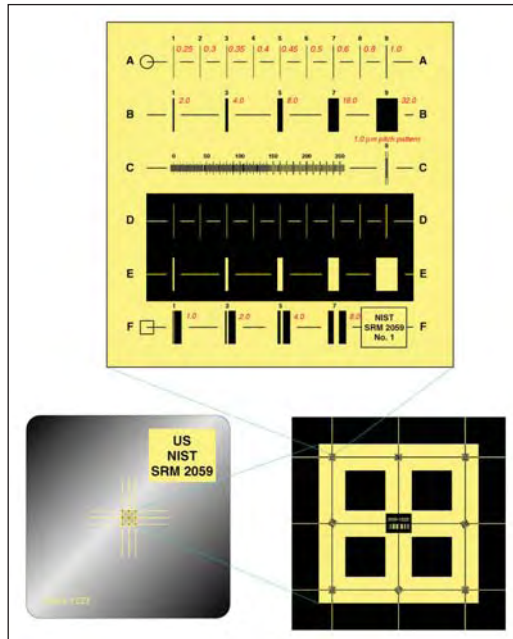 1 2 3 4 5 6 7 8 9
0.25 0.3 0.35 0.4 0.45 0.5 0.6 0.8 1.0
A A
1 3 5 7 9
2.0 4.0 8.0 16.0 32.0
B B
1.0 µm pitch pattern
0 50 100 150 200 250
C C
D D
E E
1 3 5 7
1.0 2.0 4.0 8.0
F NIST F
SRM 2059
No. 1
US
NIST
SRM 2059